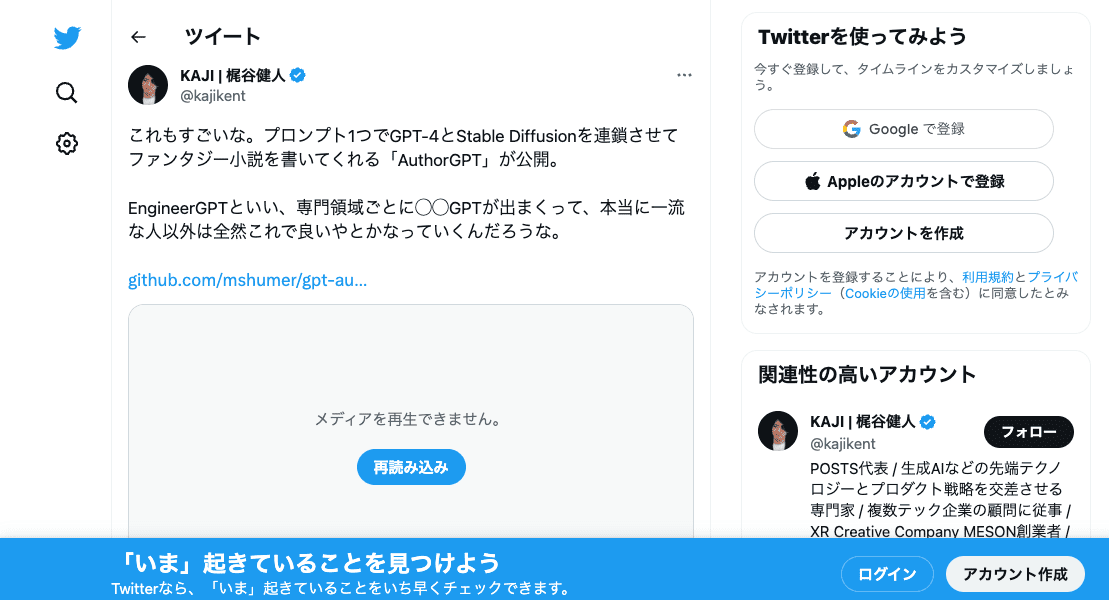 ツイート
KAJI | 梶谷健人
@kajikent
これもすごいな。プロンプト1つでGPT-4とStable Diffusionを連鎖させて
ファンタジー小説を書いてくれる「AuthorGPT」が公開。
EngineerGPTといい、専門領域ごとに◯◯GPTが出まくって、本当に一流
な人以外は全然これで良いやとかなっていくんだろうな。
github.com/mshumer/gpt-au...
メディアを再生できません。
再読み込み
Twitterを使ってみよう
今すぐ登録して、タイムラインをカスタマイズしましょ
う。
Google で登録
Appleのアカウントで登録
アカウントを作成
アカウントを登録することにより、利用規約とプライバ
シーポリシー（Cookieの使用を含む）に同意したとみ
なされます。
関連性の高いアカウント
KAJI | 梶谷健人
@kajikent
フォロー
POSTS代表 / 生成AIなどの先端テクノ
ロジーとプロダクト戦略を交差させる
専門家 / 複数テック企業の顧問に従事 /
XR Creative Company MESON創業者 /
「いま」起きていることを見つけよう
Twitterなら、「いま」起きていることをいち早くチェックできます。
ログイン
アカウント作成